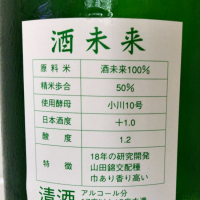 酒未来
原料米 酒未来100%
精米歩合 50%
使用酵母 小川10号
日本酒度 +1.0
酸度 1.2
特徴 18年の研究開発
山田錦交配種
巾あり香り高い
清酒 アルコール分